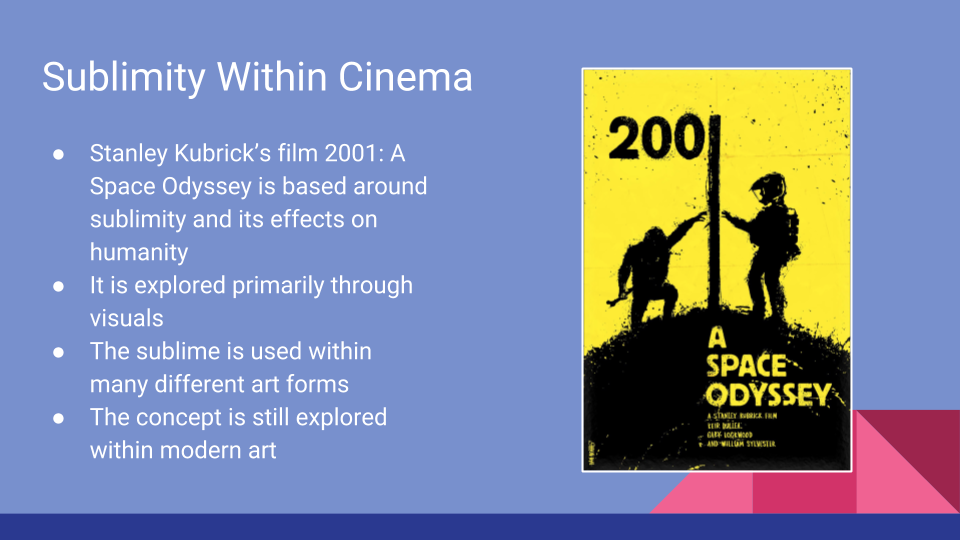 Sublimity Within Cinema
● Stanley Kubrick’s film 2001: A
Space Odyssey is based around
sublimity and its effects on
humanity
● It is explored primarily through
visuals
● The sublime is used within
many different art forms
● The concept is still explored
within modern art
2001
A
SPACE
ODYSSEY
A STANLEY KUBRICK FILM
KEIR DULLEA,
GARY LOCKWOOD
AND WILLIAM SYLVESTER